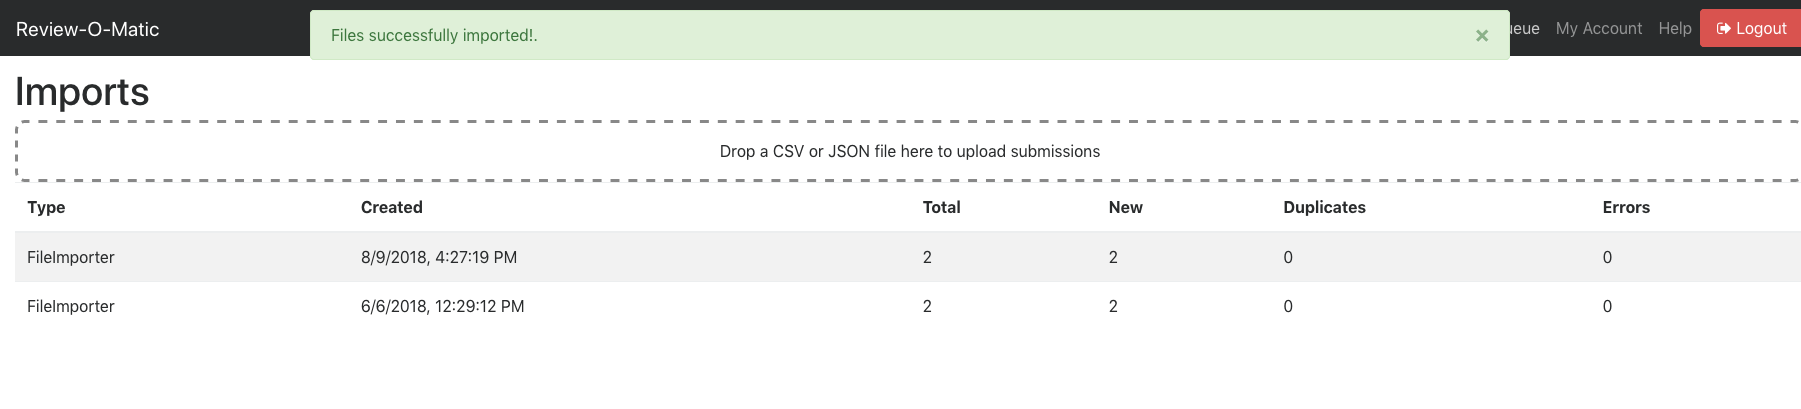 Review-O-Matic
Files successfully imported!.
×
My Account
Help
Logout
Imports
Drop a CSV or JSON file here to upload submissions
Type Created Total New Duplicates Errors
FileImporter 8/9/2018, 4:27:19 PM 2 2 0 0
FileImporter 6/6/2018, 12:29:12 PM 2 2 0 0